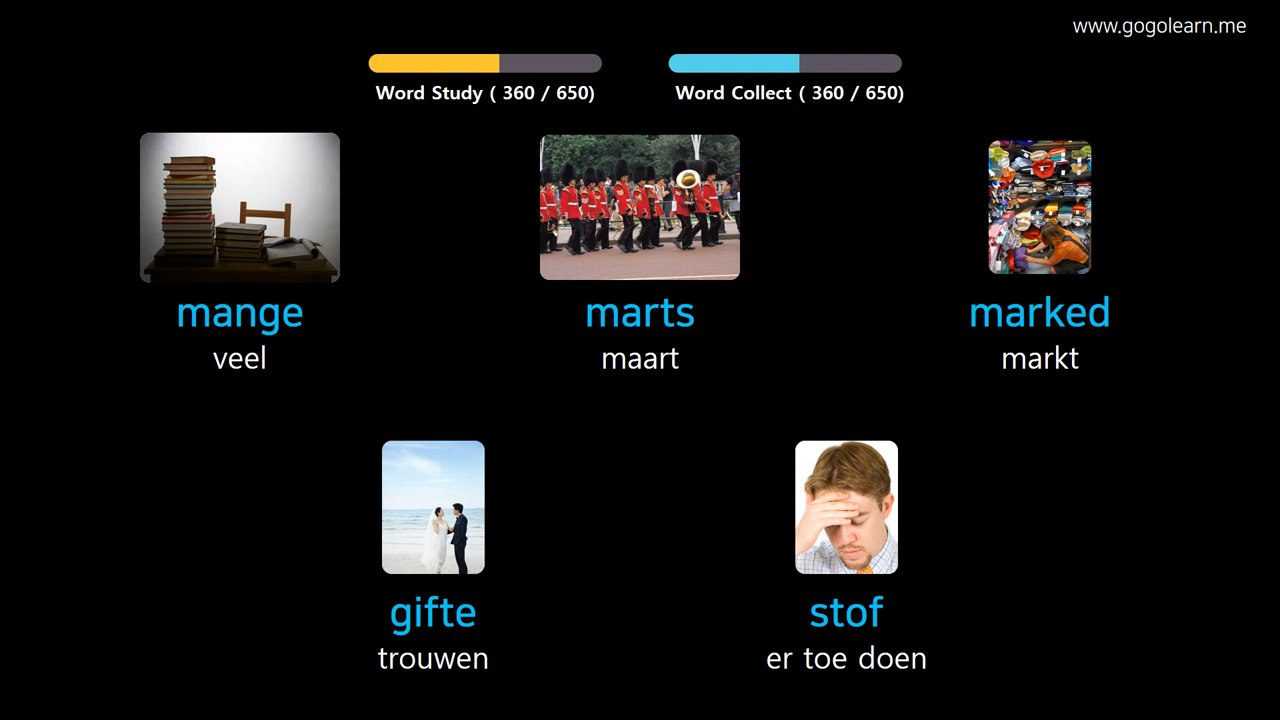 www.gogolearn.me
Word Study ( 360 / 650)
Word Collect ( 360 / 650)
mange
veel
marts
maart
marked
markt
gifte
trouwen
stof
er toe doen